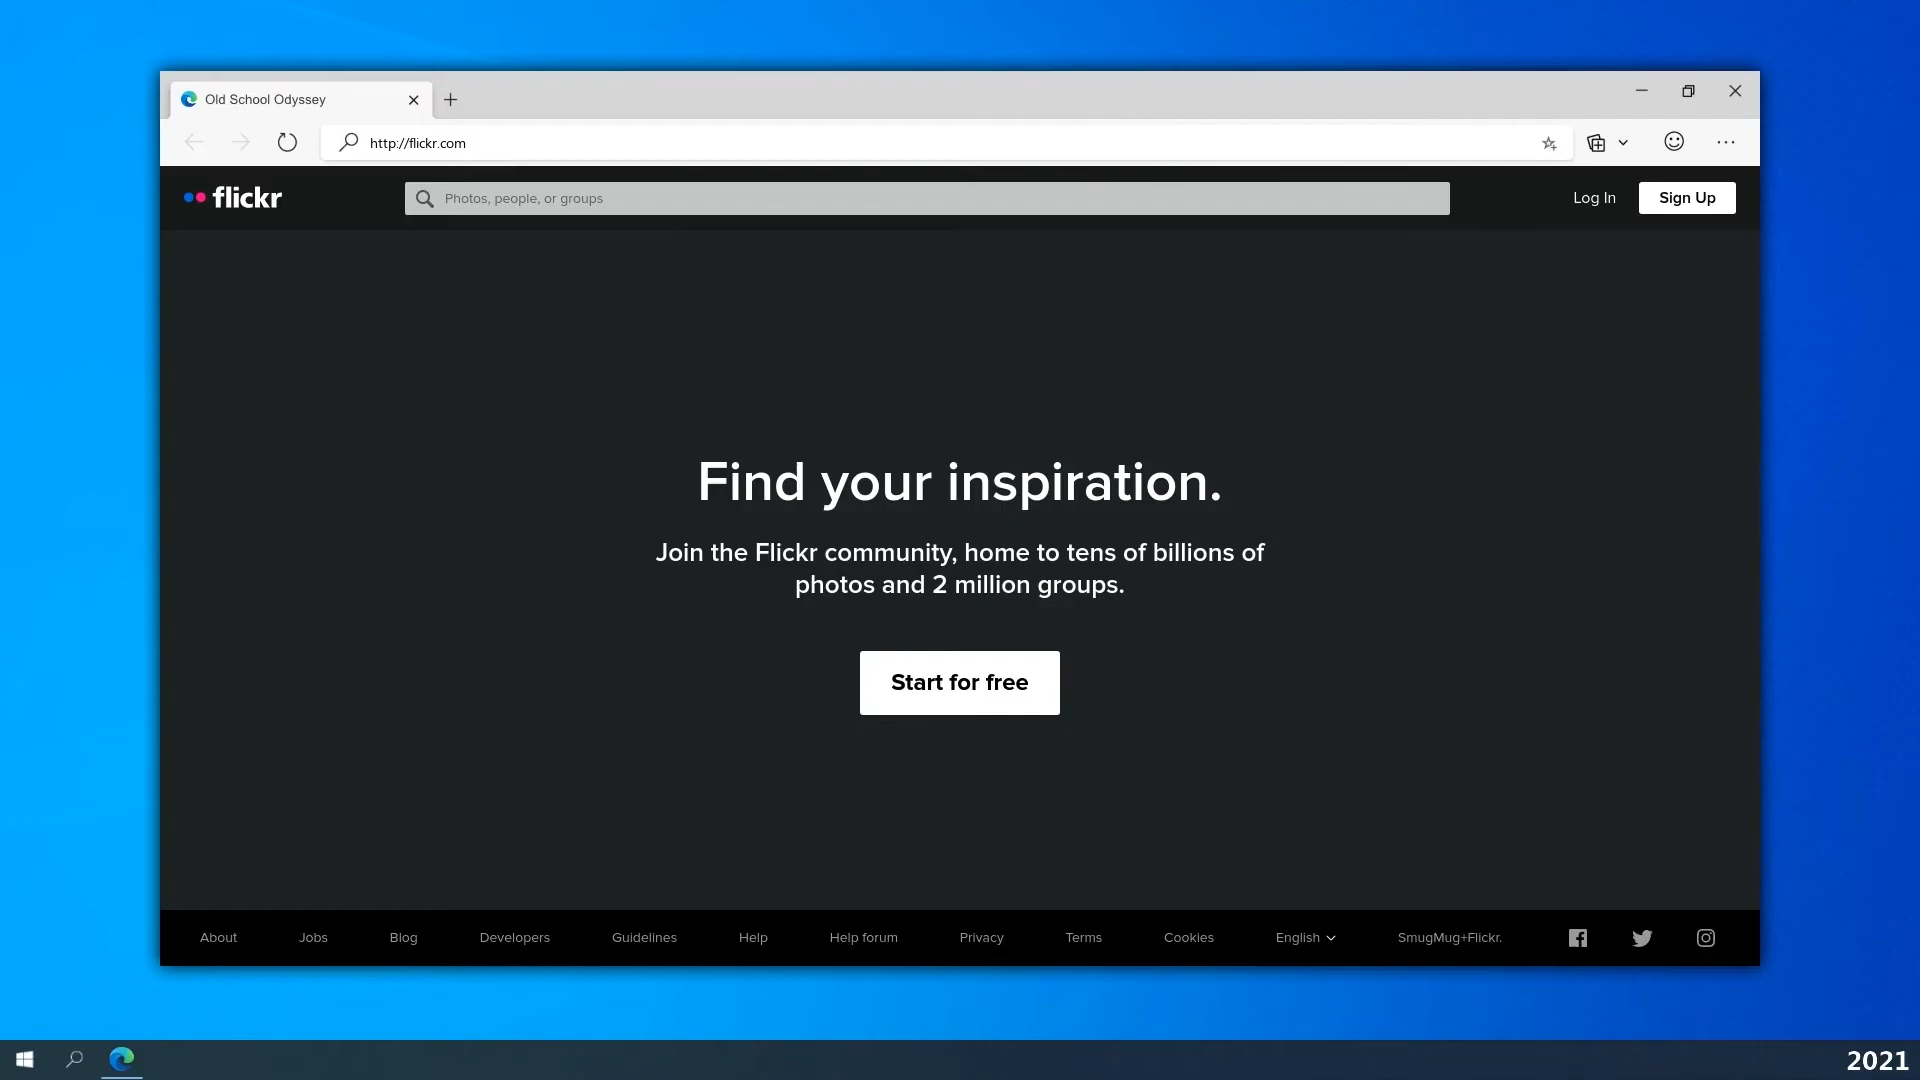 Old School Odyssey
http://flickr.com
flickr
Photos, people, or groups
Log In
Sign Up
Find your inspiration.
Join the Flickr community, home to tens of billions of
photos and 2 million groups.
Start for free
About
Jobs
Blog
Developers
Guidelines
Help
Help forum
Privacy
Terms
Cookies
English
SmugMug+Flickr.
2021